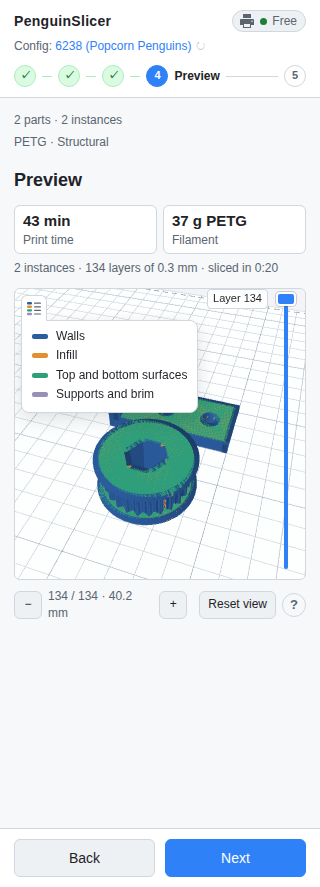 PenguinSlicer
Free
Config: 6238 (Popcorn Penguins)
4 Preview 5
2 parts · 2 instances
PETG · Structural
Preview
43 min
Print time
37 g PETG
Filament
2 instances · 134 layers of 0.3 mm · sliced in 0:20
Layer 134
Walls
Infill
Top and bottom surfaces
Supports and brim
− 134 / 134 · 40.2 mm + Reset view ?
Back Next